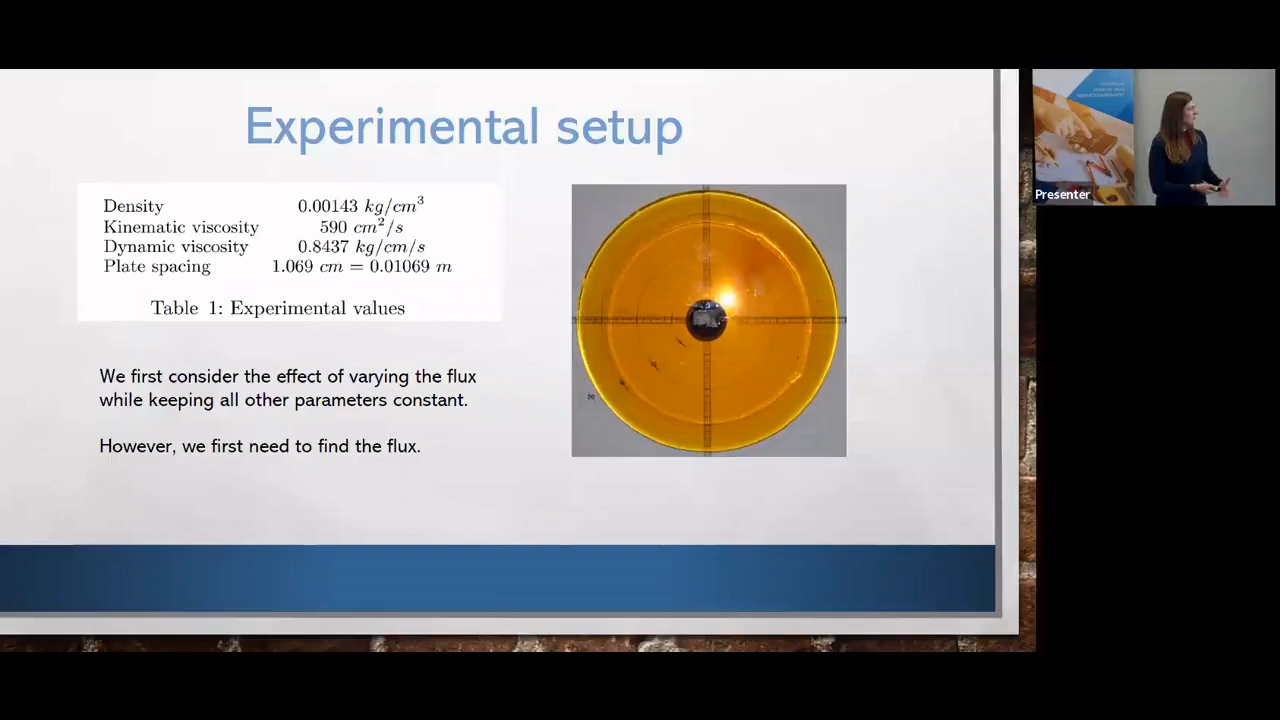 Experimental setup
Density 0.00143 kg/cm³
Kinematic viscosity 590 cm²/s
Dynamic viscosity 0.8437 kg/cm/s
Plate spacing 1.069 cm = 0.01069 m
Table 1: Experimental values
We first consider the effect of varying the flux
while keeping all other parameters constant.
However, we first need to find the flux.
Presenter